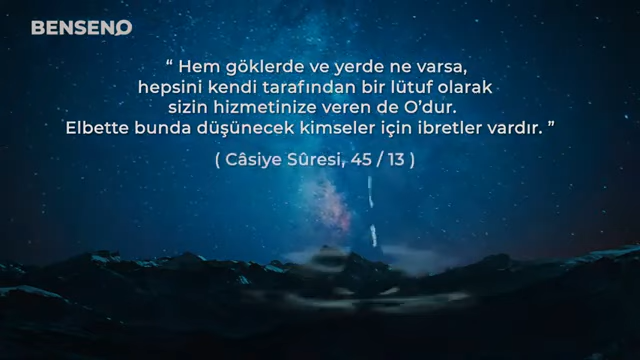 BENSENO
“ Hem göklerde ve yerde ne varsa,
hepsini kendi tarafından bir lütuf olarak
sizin hizmetinize veren de O’dur.
Elbette bunda düşünecek kimseler için ibretler vardır. ”
( Câsiye Sûresi, 45 / 13 )